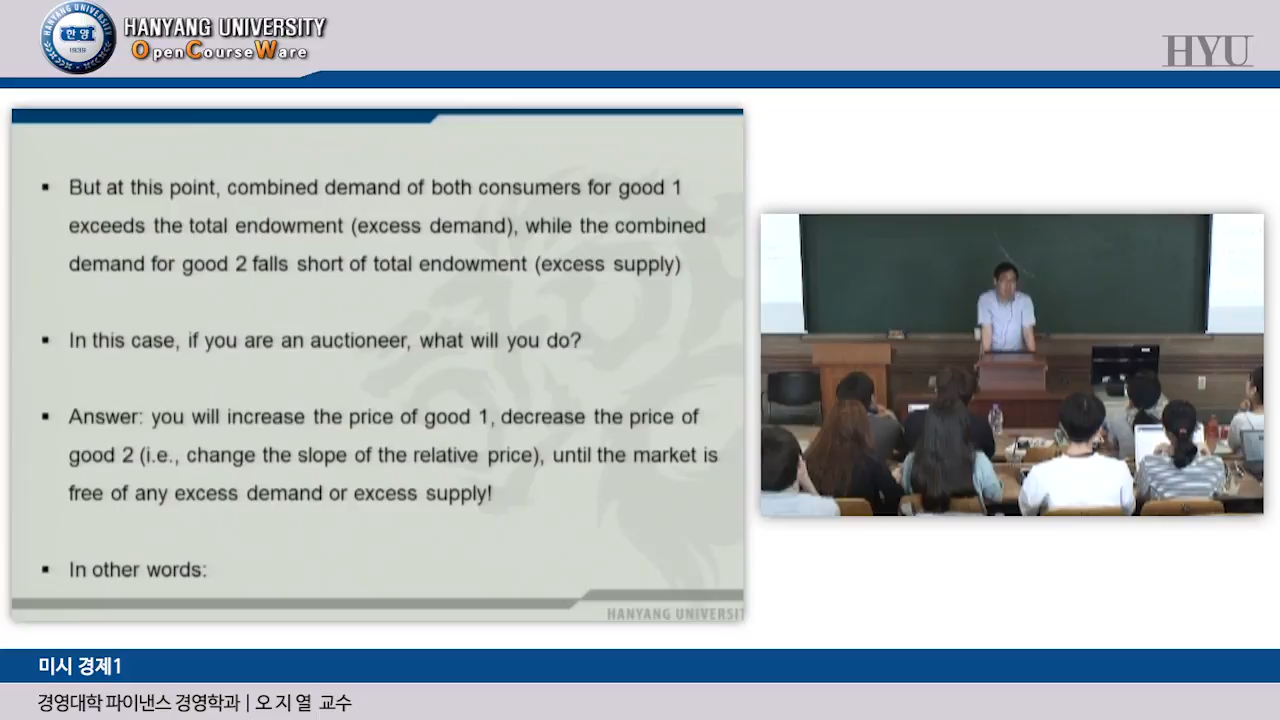 HANYANG UNIVERSITY
OpenCourseWare
한양
1939
HYU
▪ But at this point, combined demand of both consumers for good 1
exceeds the total endowment (excess demand), while the combined
demand for good 2 falls short of total endowment (excess supply)
▪ In this case, if you are an auctioneer, what will you do?
▪ Answer: you will increase the price of good 1, decrease the price of
good 2 (i.e., change the slope of the relative price), until the market is
free of any excess demand or excess supply!
▪ In other words:
HANYANG UNIVERSIT
미시 경제1
경영대학 파이낸스 경영학과 | 오 지 열 교수